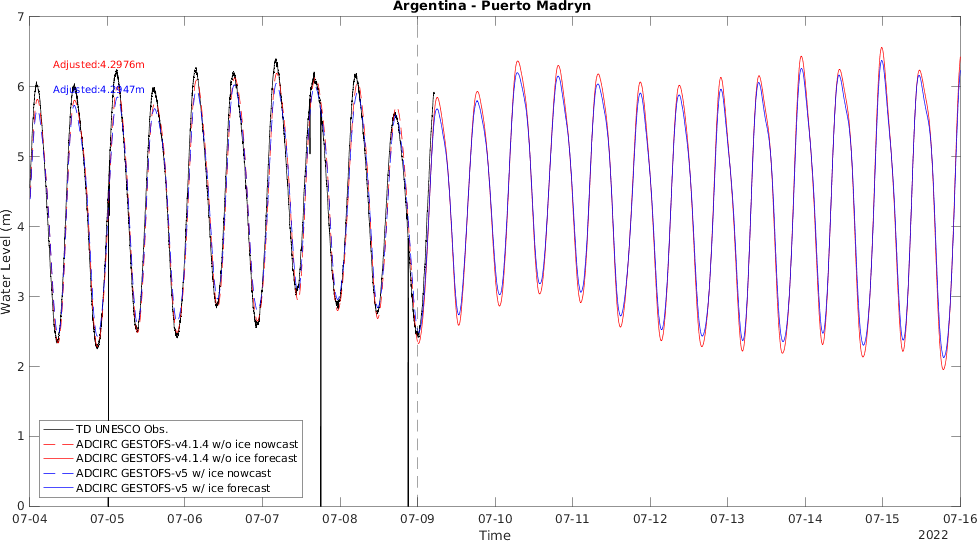 Argentina - Puerto Madryn
7
6
5
4
3
2
1
0
Water Level (m)
Adjusted:4.2976m
Adjusted:4.2947m
TD UNESCO Obs.
ADCIRC GESTOFS-v4.1.4 w/o ice nowcast
ADCIRC GESTOFS-v4.1.4 w/o ice forecast
ADCIRC GESTOFS-v5 w/ ice nowcast
ADCIRC GESTOFS-v5 w/ ice forecast
07-04 07-05 07-06 07-07 07-08 07-09 07-10 07-11 07-12 07-13 07-14 07-15 07-16
Time
2022